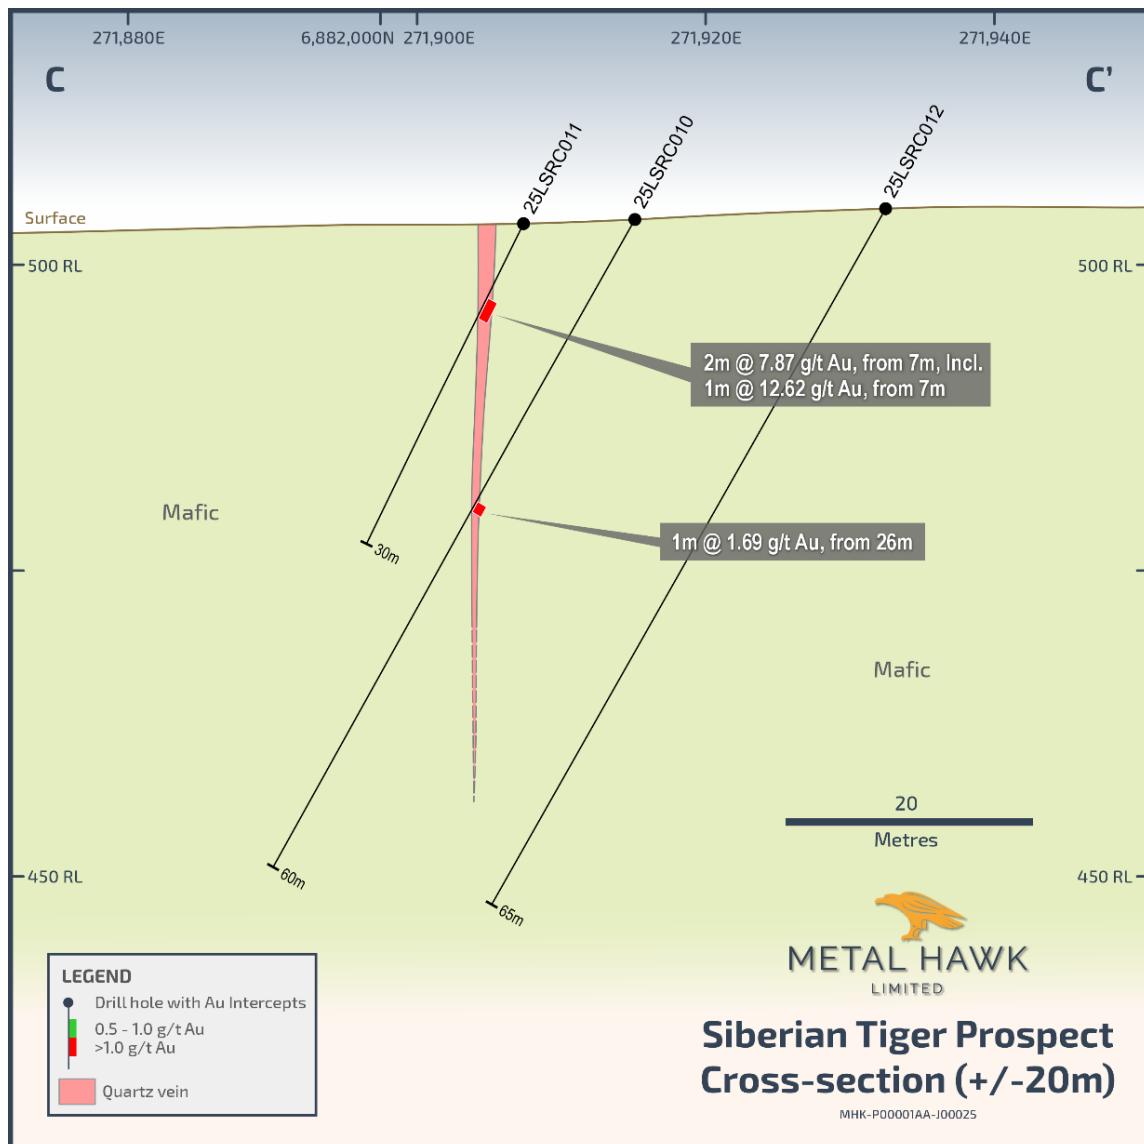 271,880E
6,882,000N
271,900E
271,920E
271,940E
C
C'
25LSRC011
25LSRC010
25LSRC012
Surface
500 RL
500 RL
2m @ 7.87 g/t Au, from 7m, Incl.
1m @ 12.62 g/t Au, from 7m
Mafic
1m @ 1.69 g/t Au, from 26m
30m
Mafic
20
Metres
450 RL
450 RL
60m
65m
METAL HAWK
LIMITED
LEGEND
Drill hole with Au Intercepts
0.5 - 1.0 g/t Au
>1.0 g/t Au
Quartz vein
Siberian Tiger Prospect
Cross-section (+/-20m)
MHK-P00001AA-J00025